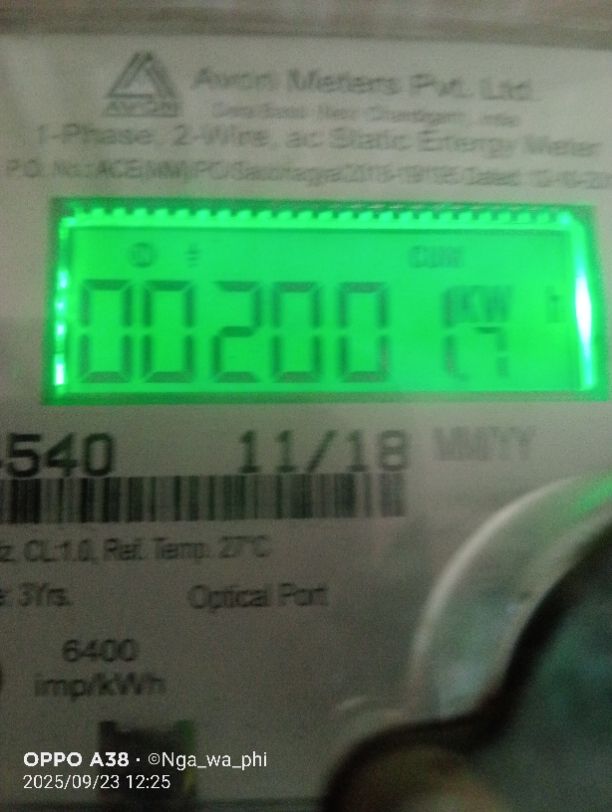 AVON
Avon Meters Pvt. Ltd.
1-Phase, 2-Wire, ac Static Energy Meter
CUM
00200 KW h
540 11/18 MM/YY
CL:1.0, Ref. Temp. 27°C
3Yrs. Optical Port
6400
imp/kWh
OPPO A38 · ©Nga_wa_phi
2025/09/23 12:25